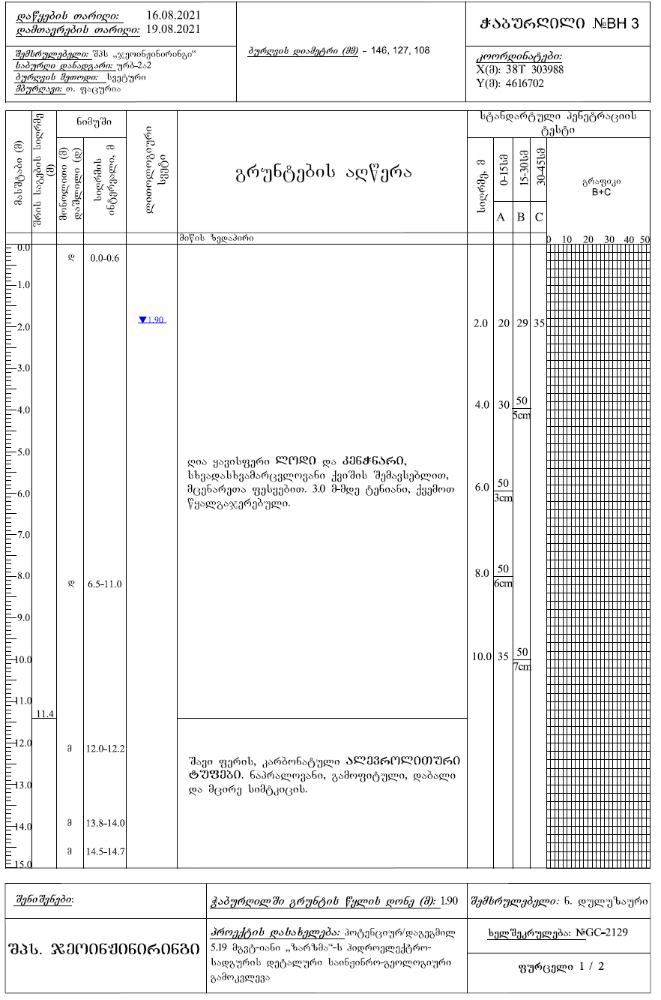 დაწყების თარიღი: 16.08.2021
დამთავრების თარიღი: 19.08.2021
შემსრულებელი: შპს „ჯეოინჟინირინგი“
საბურღი დანადგარი: ურბ-2ა2
ბურღვის მეთოდი: სვეტური
მბურღავი: თ. ფაცურია
ბურღვის დიამეტრი (მმ) - 146, 127, 108
ჭაბურღილი №BH 3
კოორდინატები:
X(მ): 38T 303988
Y(მ): 4616702
მასშტაბი (მ)
შრის საგების სიღრმე (მ)
ნიმუში
მონოლითი (მ)
დაშლილი (დ)
სიღრმის
ინტერვალი, მ
ლითოლოგიური
სვეტი
გრუნტების აღწერა
სტანდარტული პენეტრაციის
ტესტი
სიღრმე, მ
0-15სმ
15-30სმ
30-45სმ
A B C
გრაფიკი
B+C
მიწის ზედაპირი
0 10 20 30 40 50
0.0
დ 0.0-0.6
1.0
▼1.90
2.0
2.0 20 29 35
3.0
4.0
4.0 30 50
5cm
5.0
ღია ყავისფერი ლოდი და კენჭნარი,
სხვადასხვამარცვლოვანი ქვიშის შემავსებლით,
მცენარეთა ფესვებით. 3.0 მ-მდე ტენიანი, ქვემოთ
წყალგაჯერებული.
6.0
6.0 50
3cm
7.0
8.0
დ 6.5-11.0
8.0 50
6cm
9.0
10.0
10.0 35 50
7cm
11.0
11.4
12.0
მ 12.0-12.2
შავი ფერის, კარბონატული ალევროლითური
ტუფები. ნაპრალოვანი, გამოფიტული, დაბალი
და მცირე სიმტკიცის.
13.0
14.0
მ 13.8-14.0
მ 14.5-14.7
15.0
შენიშვნები:
ჭაბურღილში გრუნტის წყლის დონე (მ): 1.90
შემსრულებელი: ნ. დულუზაური
შპს. ჯეოინჟინირინგი
პროექტის დასახელება: პოტენციურ/დაგეგმილ
5.19 მგვტ-იანი „ზარზმა“-ს ჰიდროელექტრო-
სადგურის დეტალური საინჟინრო-გეოლოგიური
გამოკვლევა
ხელშეკრულება: №GC-2129
ფურცელი 1 / 2